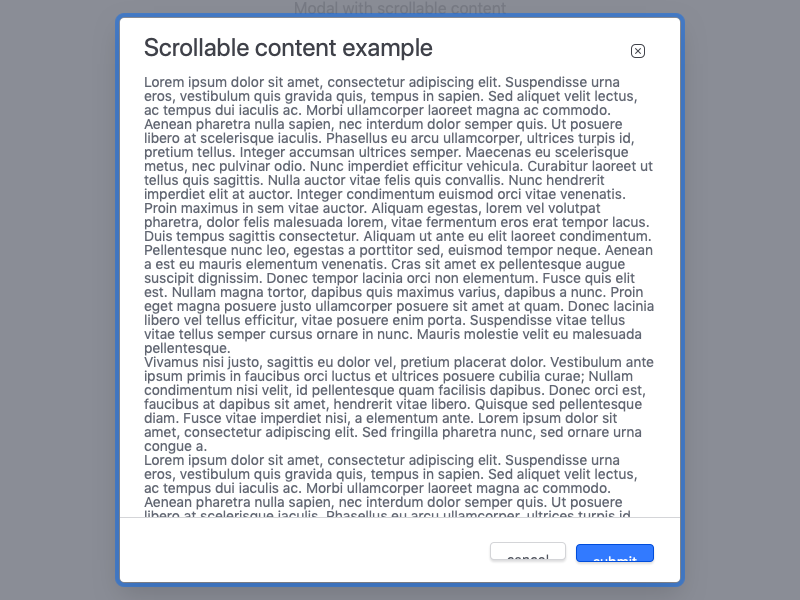 Modal with scrollable content
Scrollable content example
Lorem ipsum dolor sit amet, consectetur adipiscing elit. Suspendisse urna
eros, vestibulum quis gravida quis, tempus in sapien. Sed aliquet velit lectus,
ac tempus dui iaculis ac. Morbi ullamcorper laoreet magna ac commodo.
Aenean pharetra nulla sapien, nec interdum dolor semper quis. Ut posuere
libero at scelerisque iaculis. Phasellus eu arcu ullamcorper, ultrices turpis id,
pretium tellus. Integer accumsan ultrices semper. Maecenas eu scelerisque
metus, nec pulvinar odio. Nunc imperdiet efficitur vehicula. Curabitur laoreet ut
tellus quis sagittis. Nulla auctor vitae felis quis convallis. Nunc hendrerit
imperdiet elit at auctor. Integer condimentum euismod orci vitae venenatis.
Proin maximus in sem vitae auctor. Aliquam egestas, lorem vel volutpat
pharetra, dolor felis malesuada lorem, vitae fermentum eros erat tempor lacus.
Duis tempus sagittis consectetur. Aliquam ut ante eu elit laoreet condimentum.
Pellentesque nunc leo, egestas a porttitor sed, euismod tempor neque. Aenean
a est eu mauris elementum venenatis. Cras sit amet ex pellentesque augue
suscipit dignissim. Donec tempor lacinia orci non elementum. Fusce quis elit
est. Nullam magna tortor, dapibus quis maximus varius, dapibus a nunc. Proin
eget magna posuere justo ullamcorper posuere sit amet at quam. Donec lacinia
libero vel tellus efficitur, vitae posuere enim porta. Suspendisse vitae tellus
vitae tellus semper cursus ornare in nunc. Mauris molestie velit eu malesuada
pellentesque.
Vivamus nisi justo, sagittis eu dolor vel, pretium placerat dolor. Vestibulum ante
ipsum primis in faucibus orci luctus et ultrices posuere cubilia curae; Nullam
condimentum nisi velit, id pellentesque quam facilisis dapibus. Donec orci est,
faucibus at dapibus sit amet, hendrerit vitae libero. Quisque sed pellentesque
diam. Fusce vitae imperdiet nisi, a elementum ante. Lorem ipsum dolor sit
amet, consectetur adipiscing elit. Sed fringilla pharetra nunc, sed ornare urna
congue a.
Lorem ipsum dolor sit amet, consectetur adipiscing elit. Suspendisse urna
eros, vestibulum quis gravida quis, tempus in sapien. Sed aliquet velit lectus,
ac tempus dui iaculis ac. Morbi ullamcorper laoreet magna ac commodo.
Aenean pharetra nulla sapien, nec interdum dolor semper quis. Ut posuere
libero at scelerisque iaculis. Phasellus eu arcu ullamcorper, ultrices turpis id,
cancel
submit